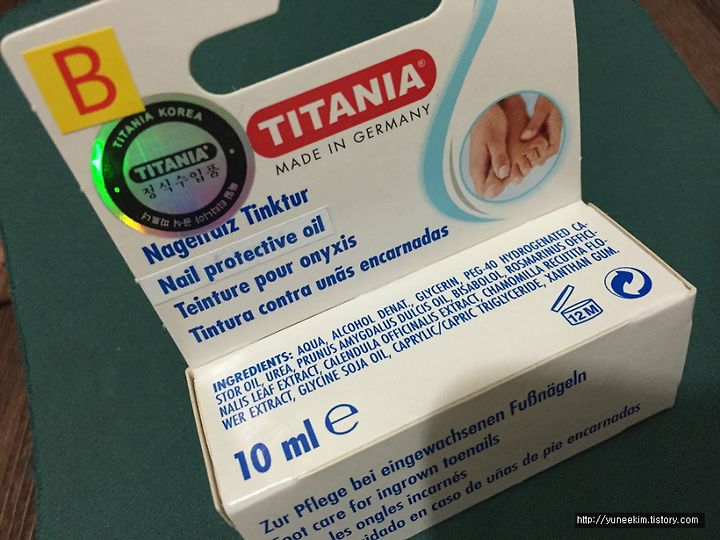 B
TITANIA KOREA
TITANIA®
정식수입품
TITANIA®
MADE IN GERMANY
Nagelfalz Tinktur
Nail protective oil
Teinture pour onyxis
Tintura contra unãs encarnadas
INGREDIENTS: AQUA, ALCOHOL DENAT., GLYCERIN, PEG-40 HYDROGENATED CA-
STOR OIL, UREA, PRUNUS AMYGDALUS DULCIS OIL, BISABOLOL, ROSMARINUS OFFICI-
NALIS LEAF EXTRACT, CALENDULA OFFICINALIS EXTRACT, CHAMOMILLA RECUTITA FLO-
WER EXTRACT, GLYCINE SOJA OIL, CAPRYLIC/CAPRIC TRIGLYCERIDE, XANTHAN GUM.
12M
10 ml e
Zur Pflege bei eingewachsenen Fußnägeln
Foot care for ingrown toenails
les ongles incarnés
cuidado en caso de uñas de pie encarnadas
http://yuneekim.tistory.com